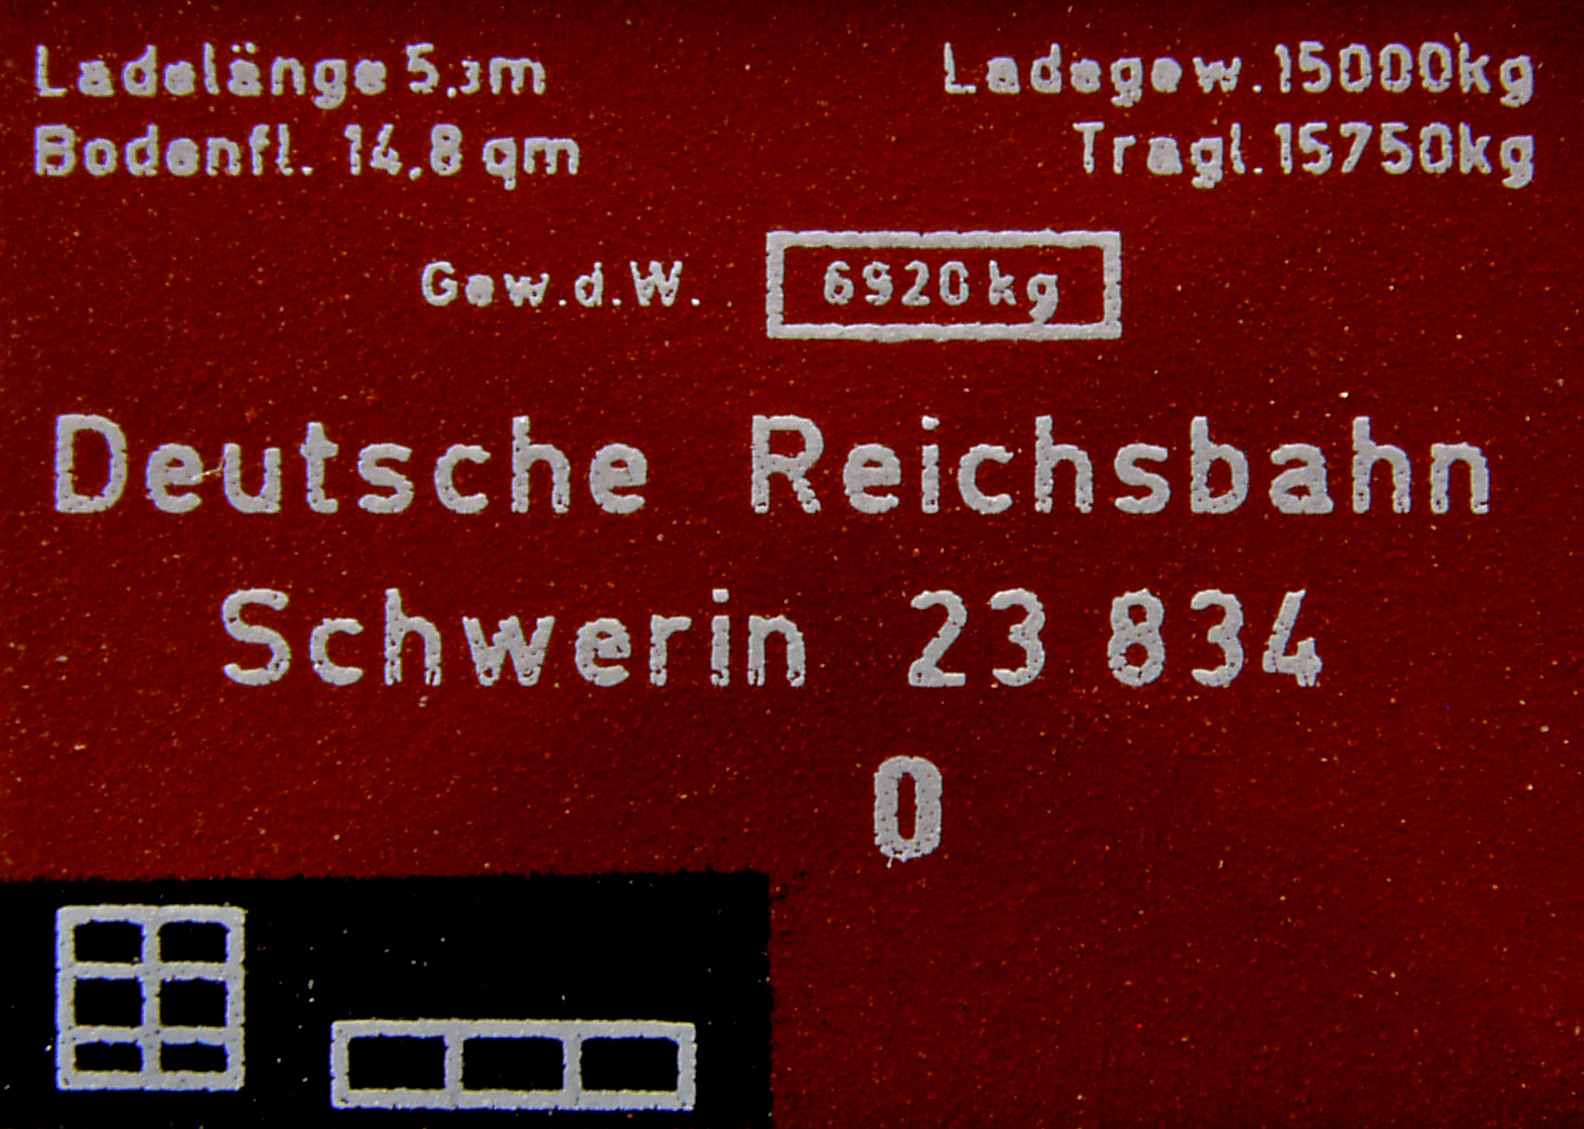 Ladelänge 5,3m
Ladegew. 15000kg
Bodenfl. 14,8 qm
Tragl. 15750kg
Gew.d.W. 6920 kg
Deutsche Reichsbahn
Schwerin 23 834
0